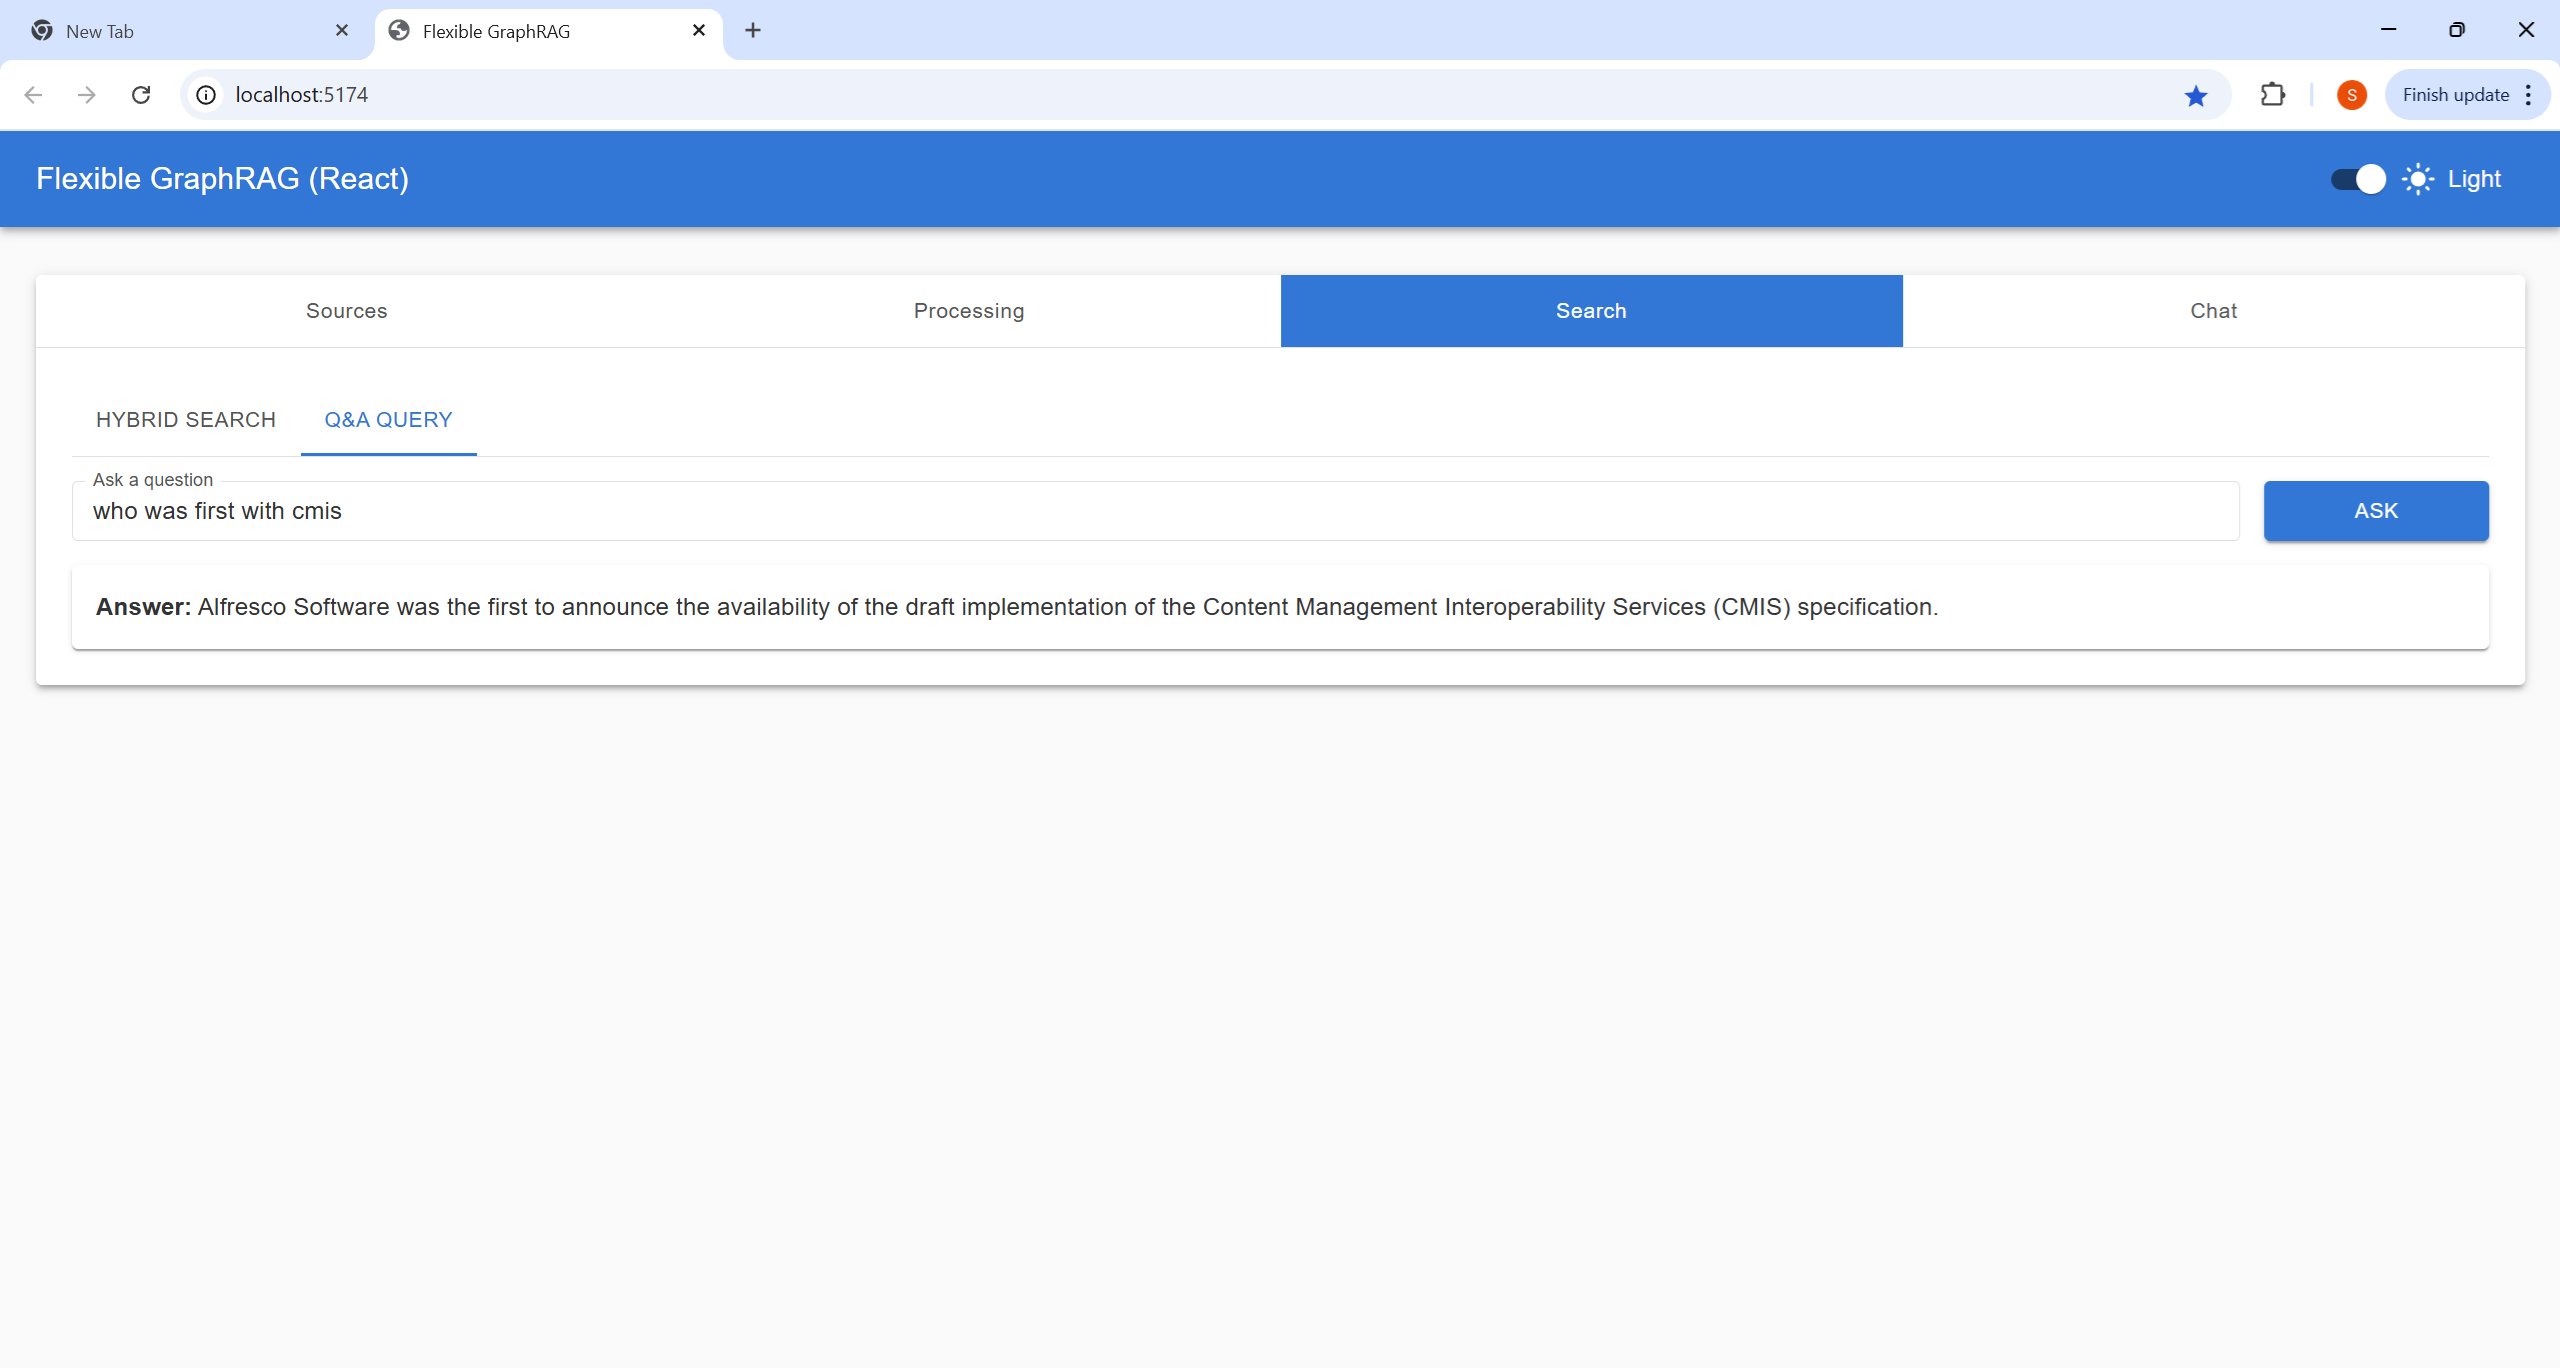 New Tab
Flexible GraphRAG
localhost:5174
S
Finish update
Flexible GraphRAG (React)
Light
Sources
Processing
Search
Chat
HYBRID SEARCH
Q&A QUERY
Ask a question
who was first with cmis
ASK
Answer: Alfresco Software was the first to announce the availability of the draft implementation of the Content Management Interoperability Services (CMIS) specification.